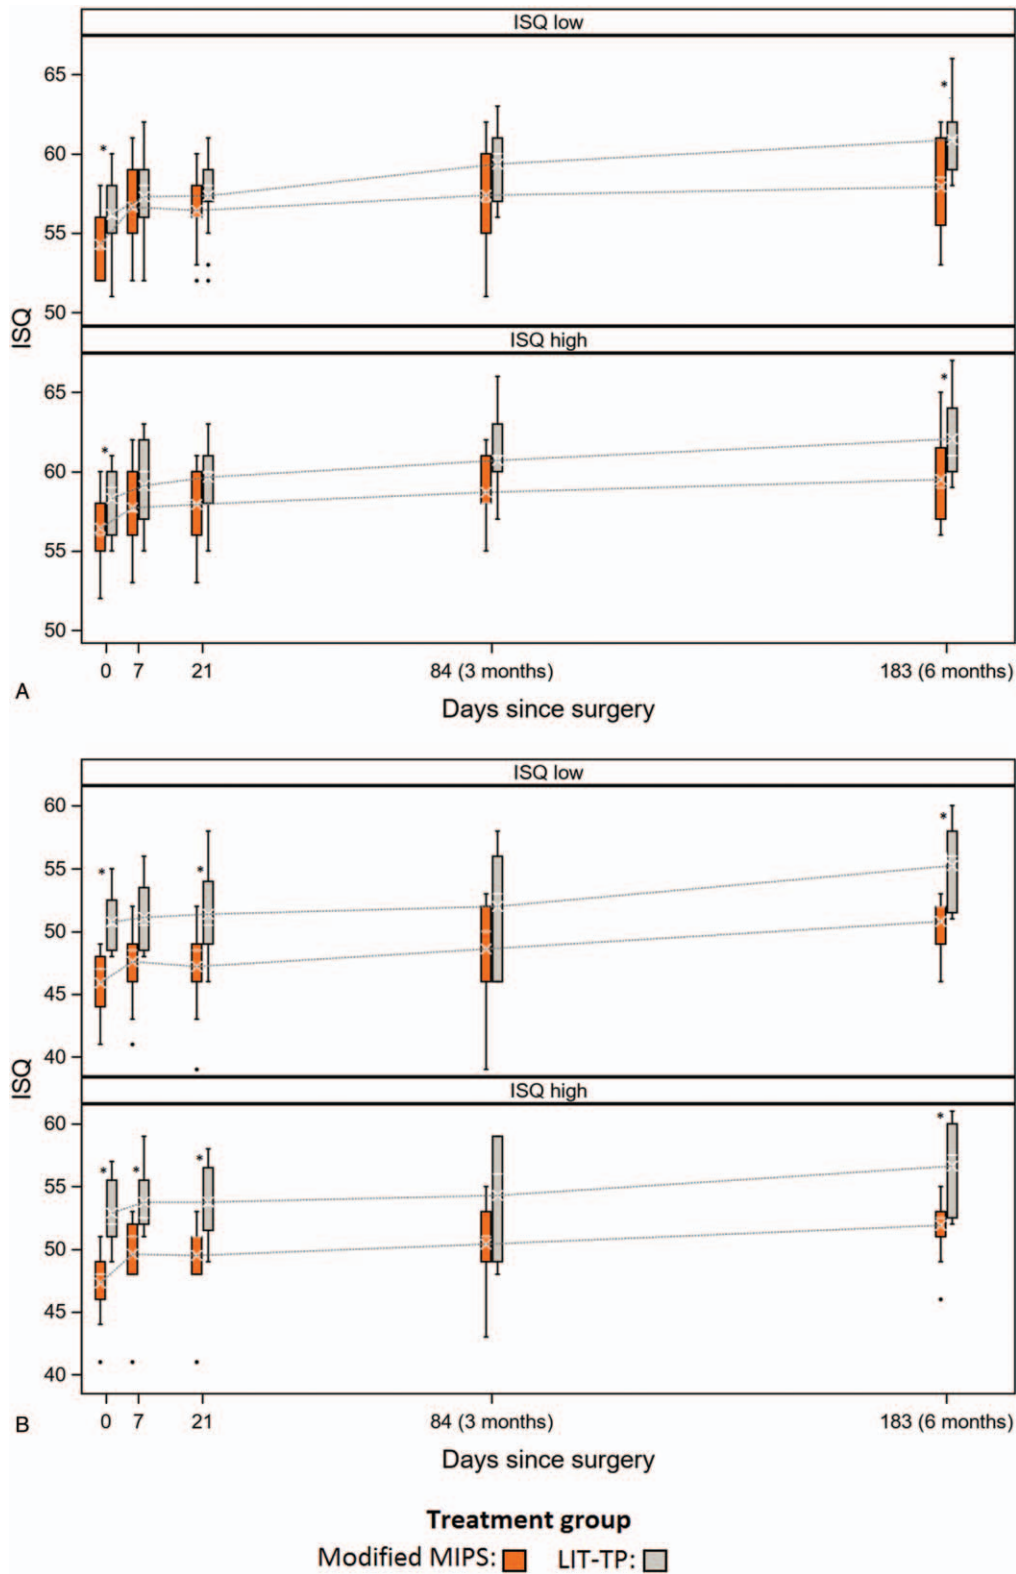 ISQ low
65
60
55
50
ISQ
ISQ high
65
60
55
50
0 7 21 84 (3 months) 183 (6 months)
A
Days since surgery
ISQ low
60
55
50
45
40
ISQ
ISQ high
60
55
50
45
40
0 7 21 84 (3 months) 183 (6 months)
B
Days since surgery
Treatment group
Modified MIPS: LIT-TP: